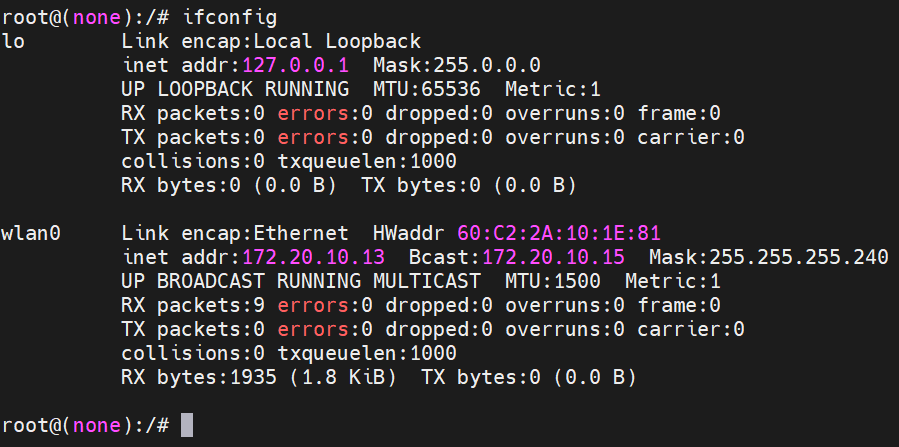 root@(none):/# ifconfig
lo        Link encap:Local Loopback
          inet addr:127.0.0.1  Mask:255.0.0.0
          UP LOOPBACK RUNNING  MTU:65536  Metric:1
          RX packets:0 errors:0 dropped:0 overruns:0 frame:0
          TX packets:0 errors:0 dropped:0 overruns:0 carrier:0
          collisions:0 txqueuelen:1000
          RX bytes:0 (0.0 B)  TX bytes:0 (0.0 B)

wlan0     Link encap:Ethernet  HWaddr 60:C2:2A:10:1E:81
          inet addr:172.20.10.13  Bcast:172.20.10.15  Mask:255.255.255.240
          UP BROADCAST RUNNING MULTICAST  MTU:1500  Metric:1
          RX packets:9 errors:0 dropped:0 overruns:0 frame:0
          TX packets:0 errors:0 dropped:0 overruns:0 carrier:0
          collisions:0 txqueuelen:1000
          RX bytes:1935 (1.8 KiB)  TX bytes:0 (0.0 B)

root@(none):/#